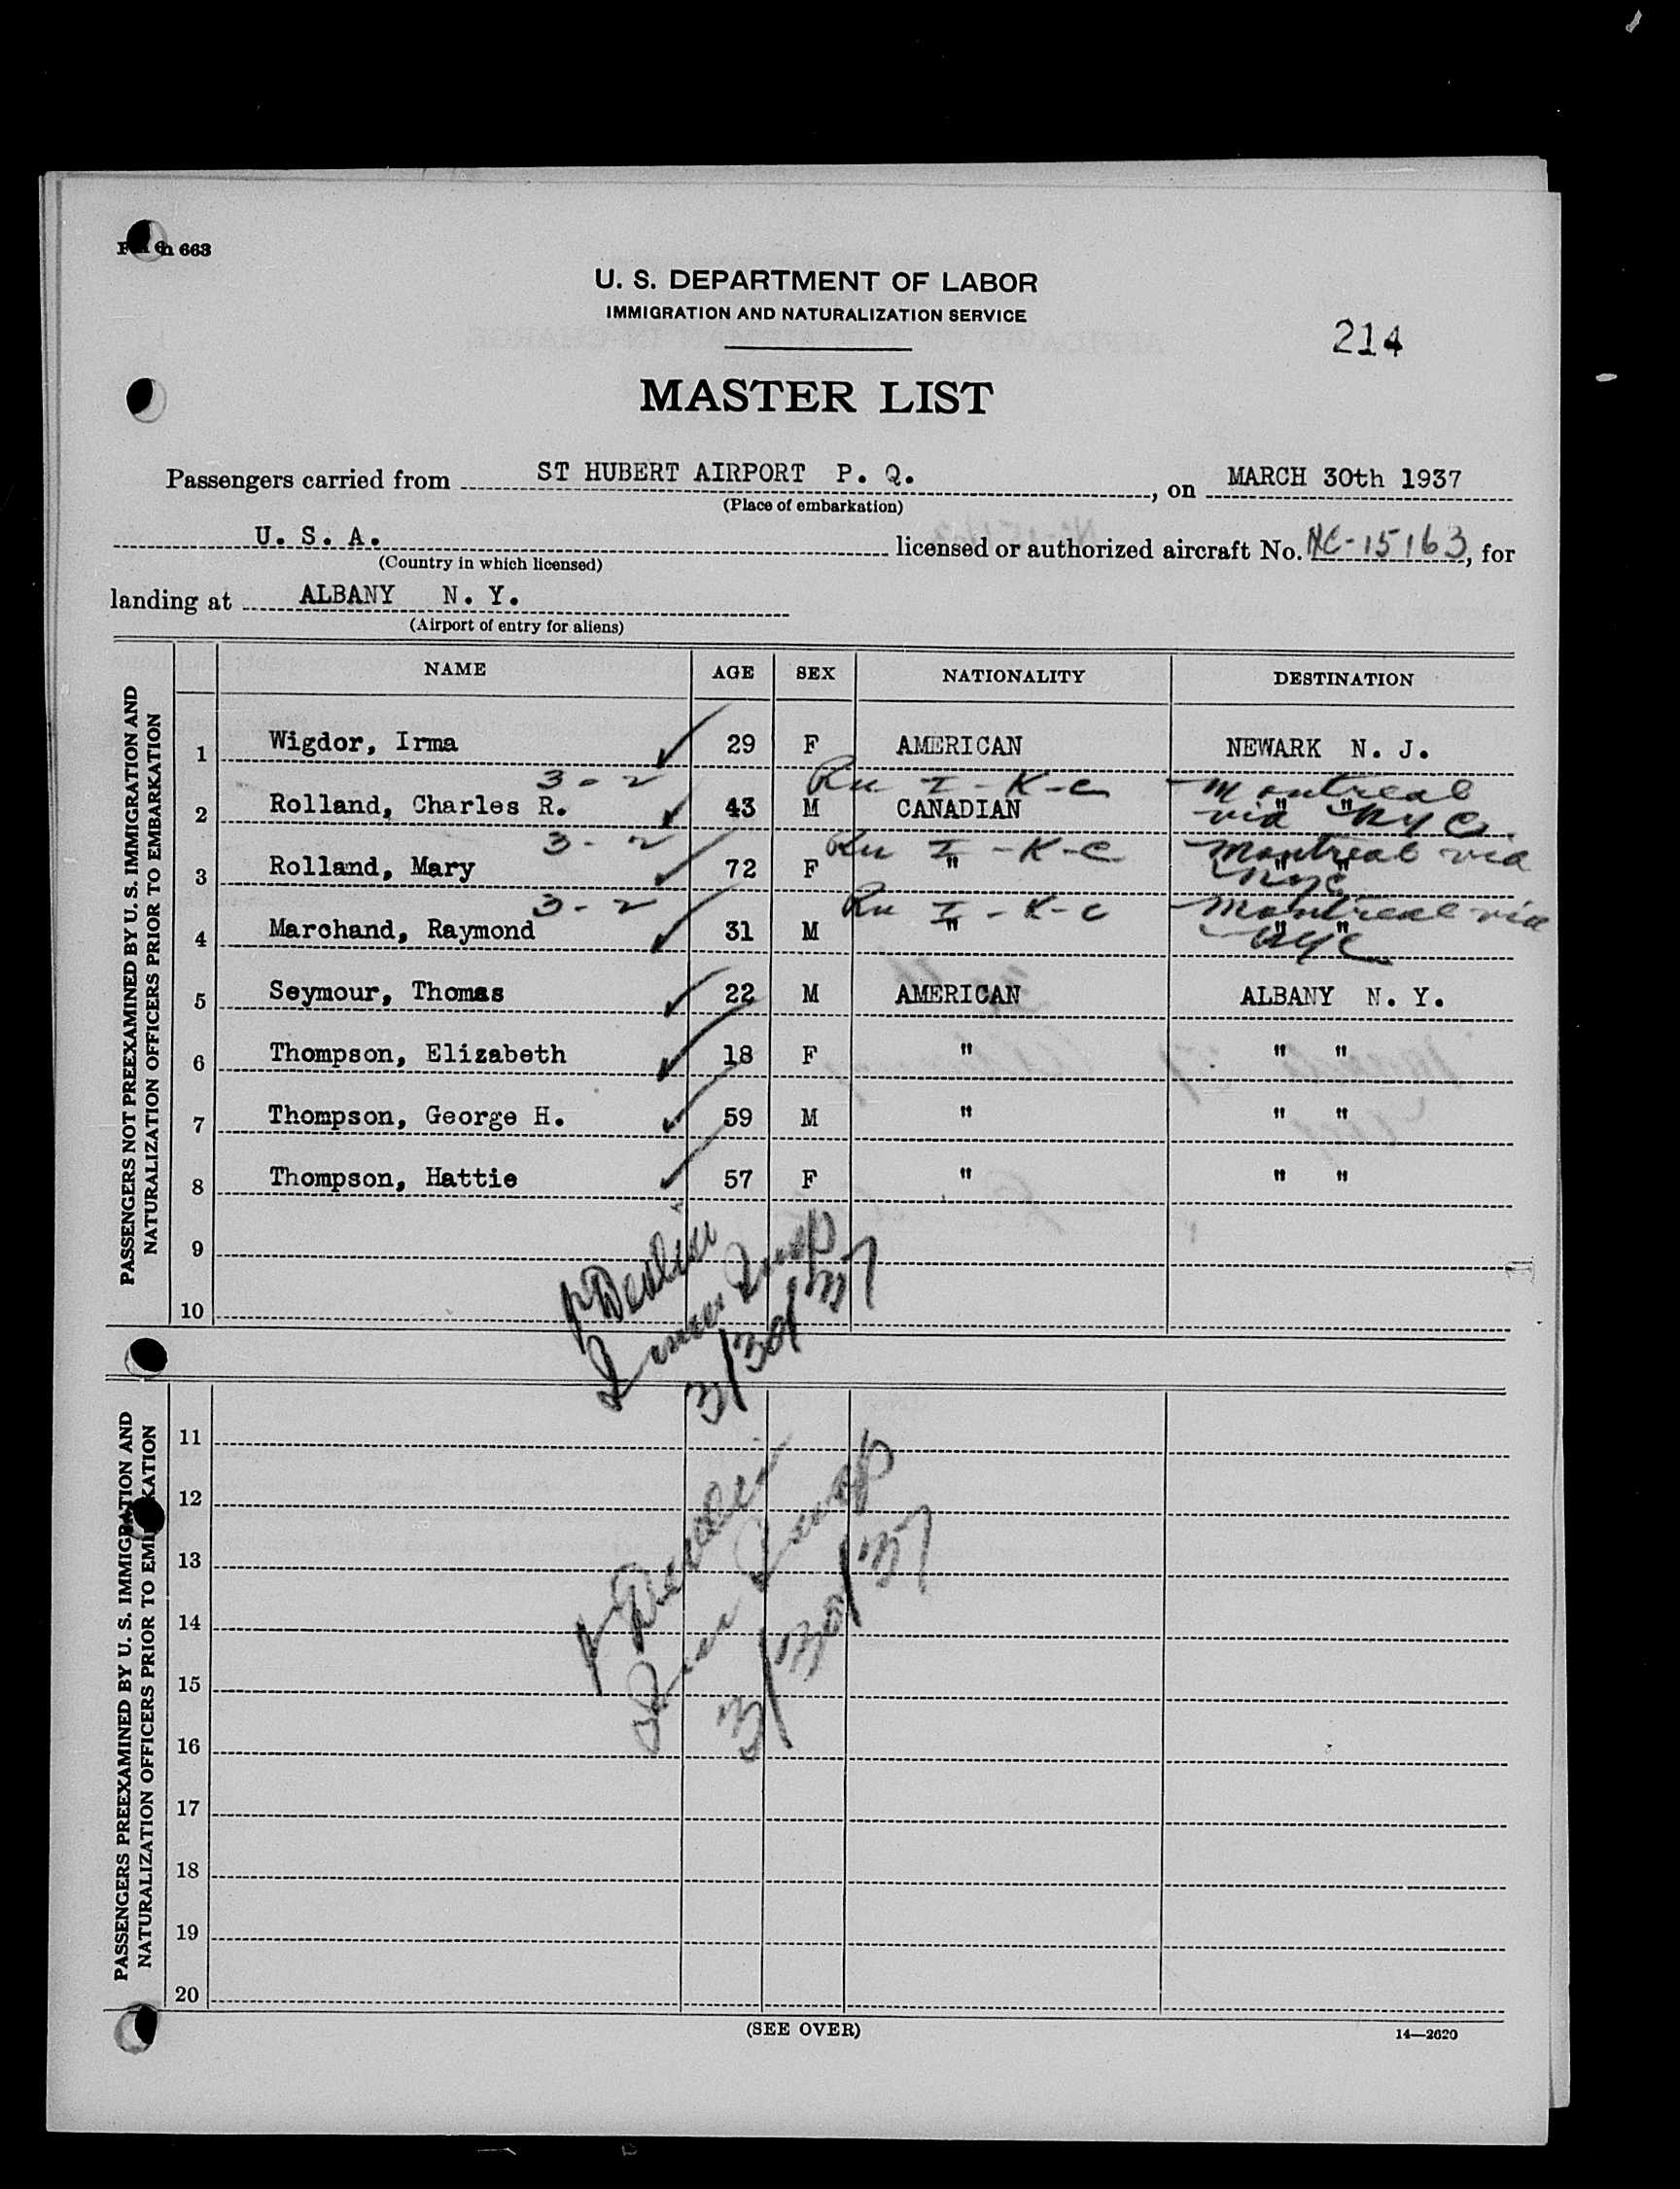 Form 663
U. S. DEPARTMENT OF LABOR
IMMIGRATION AND NATURALIZATION SERVICE
214
MASTER LIST
Passengers carried from ST HUBERT AIRPORT P. Q. , on MARCH 30th 1937
(Place of embarkation)
U. S. A. licensed or authorized aircraft No. NC-15163, for
(Country in which licensed)
landing at ALBANY N. Y.
(Airport of entry for aliens)
PASSENGERS NOT PREEXAMINED BY U. S. IMMIGRATION AND
NATURALIZATION OFFICERS PRIOR TO EMBARKATION
NAME AGE SEX NATIONALITY DESTINATION
1 Wigdor, Irma 29 F AMERICAN NEWARK N. J.
3-2 I-K-C Montreal
2 Rolland, Charles R. 43 M CANADIAN " " via NYC
3-2 I-K-C Montreal via
3 Rolland, Mary 72 F " " " NYC
3-2 I-K-C Montreal via
4 Marchand, Raymond 31 M " " " NYC
5 Seymour, Thomas 22 M AMERICAN ALBANY N. Y.
6 Thompson, Elizabeth 18 F " " "
7 Thompson, George H. 59 M " " "
8 Thompson, Hattie 57 F " " "
9
10
Insp
3/30/37
PASSENGERS PREEXAMINED BY U. S. IMMIGRATION AND
NATURALIZATION OFFICERS PRIOR TO EMBARKATION
11
12
13
14
15
16
17
18
19
20
Insp
3/30/37
(SEE OVER)
14—2620